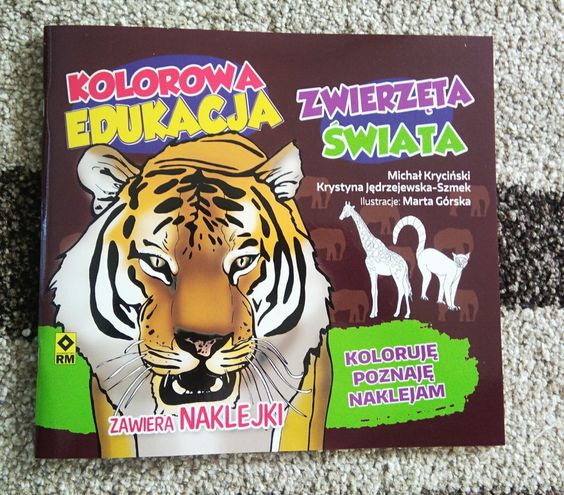 KOLOROWA
EDUKACJA
ZWIERZĘTA
ŚWIATA
Michał Kryciński
Krystyna Jędrzejewska-Szmek
Ilustracje: Marta Górska
KOLORUJĘ
POZNAJĘ
NAKLEJAM
RM
ZAWIERA NAKLEJKI